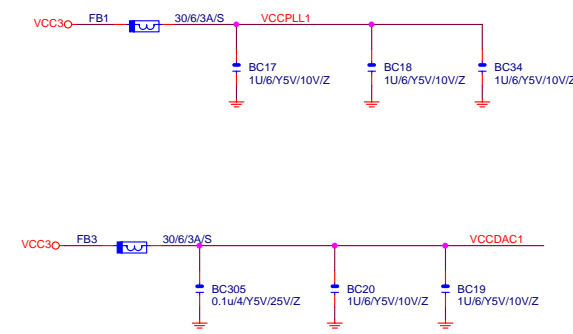 VCC3 FB1 30/6/3A/S VCCPLL1
BC17 BC18 BC34
1U/6/Y5V/10V/Z 1U/6/Y5V/10V/Z 1U/6/Y5V/10V/Z
VCC3 FB3 30/6/3A/S VCCDAC1
BC305 BC20 BC19
0.1u/4/Y5V/25V/Z 1U/6/Y5V/10V/Z 1U/6/Y5V/10V/Z